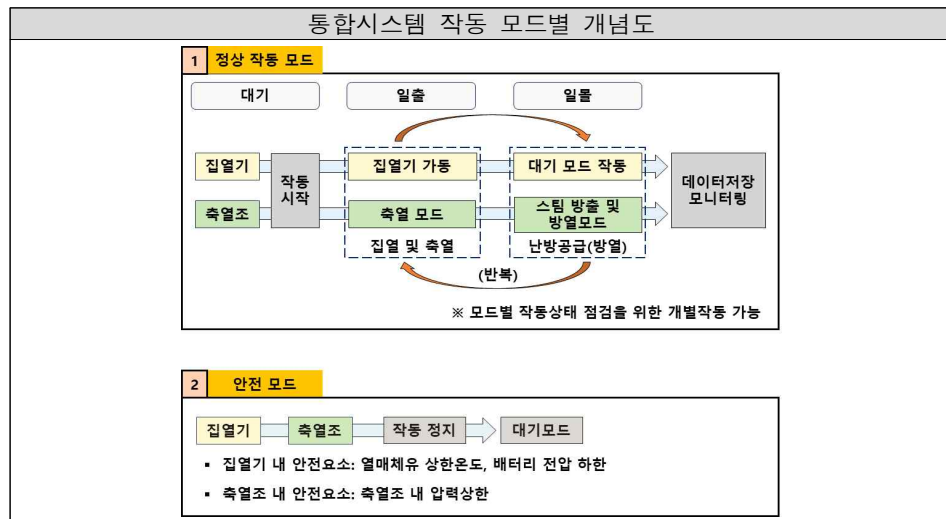 통합시스템 작동 모드별 개념도
1 정상 작동 모드
대기 일출 일몰
집열기 작동 시작 집열기 가동 대기 모드 작동 데이터저장
모니터링
축열조 축열 모드 스팀 방출 및
방열모드
집열 및 축열 난방공급(방열)
(반복)
※ 모드별 작동상태 점검을 위한 개별작동 가능
2 안전 모드
집열기 축열조 작동 정지 대기모드
▪ 집열기 내 안전요소: 열매체유 상한온도, 배터리 전압 하한
▪ 축열조 내 안전요소: 축열조 내 압력상한